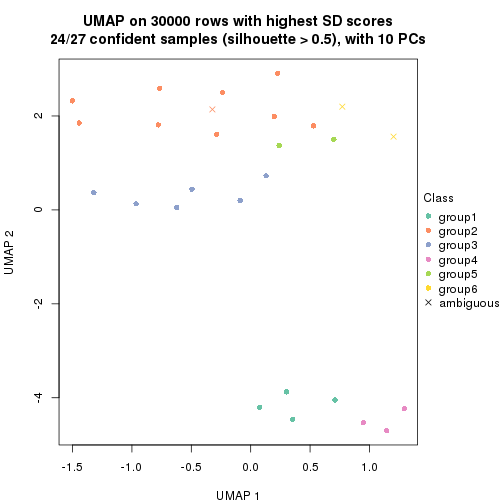 UMAP on 30000 rows with highest SD scores
24/27 confident samples (silhouette > 0.5), with 10 PCs
UMAP 2
2
0
-2
-4
-1.5
-1.0
-0.5
0.0
0.5
1.0
UMAP 1
Class
group1
group2
group3
group4
group5
group6
ambiguous